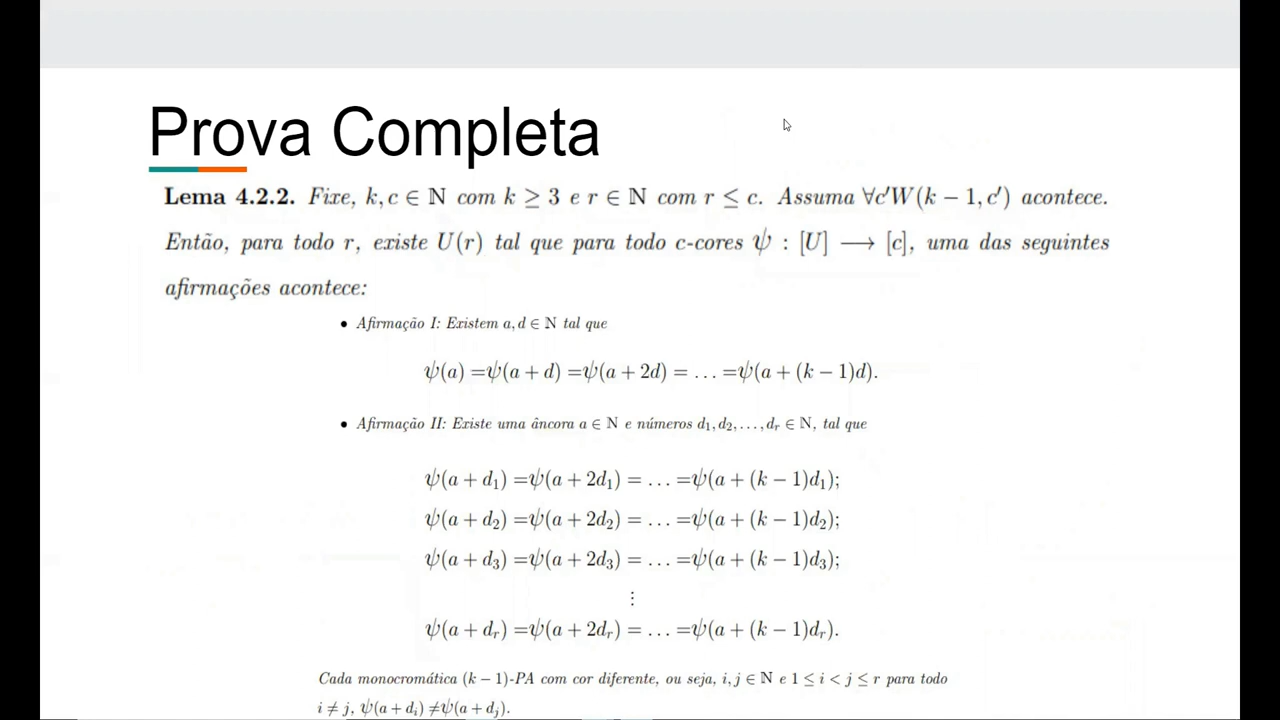 Prova Completa
Lema 4.2.2. Fixe, k, c ∈ ℕ com k ≥ 3 e r ∈ ℕ com r ≤ c. Assuma ∀c′W(k − 1, c′) acontece.
Então, para todo r, existe U(r) tal que para todo c-cores ψ : [U] ⟶ [c], uma das seguintes
afirmações acontece:
• Afirmação I: Existem a, d ∈ ℕ tal que
ψ(a) =ψ(a + d) =ψ(a + 2d) = . . . =ψ(a + (k − 1)d).
• Afirmação II: Existe uma âncora a ∈ ℕ e números d₁, d₂, . . . , dᵣ ∈ ℕ, tal que
ψ(a + d₁) =ψ(a + 2d₁) = . . . =ψ(a + (k − 1)d₁);
ψ(a + d₂) =ψ(a + 2d₂) = . . . =ψ(a + (k − 1)d₂);
ψ(a + d₃) =ψ(a + 2d₃) = . . . =ψ(a + (k − 1)d₃);
⋮
ψ(a + dᵣ) =ψ(a + 2dᵣ) = . . . =ψ(a + (k − 1)dᵣ).
Cada monocromática (k − 1)-PA com cor diferente, ou seja, i, j ∈ ℕ e 1 ≤ i < j ≤ r para todo
i ≠ j, ψ(a + dᵢ) ≠ψ(a + dⱼ).